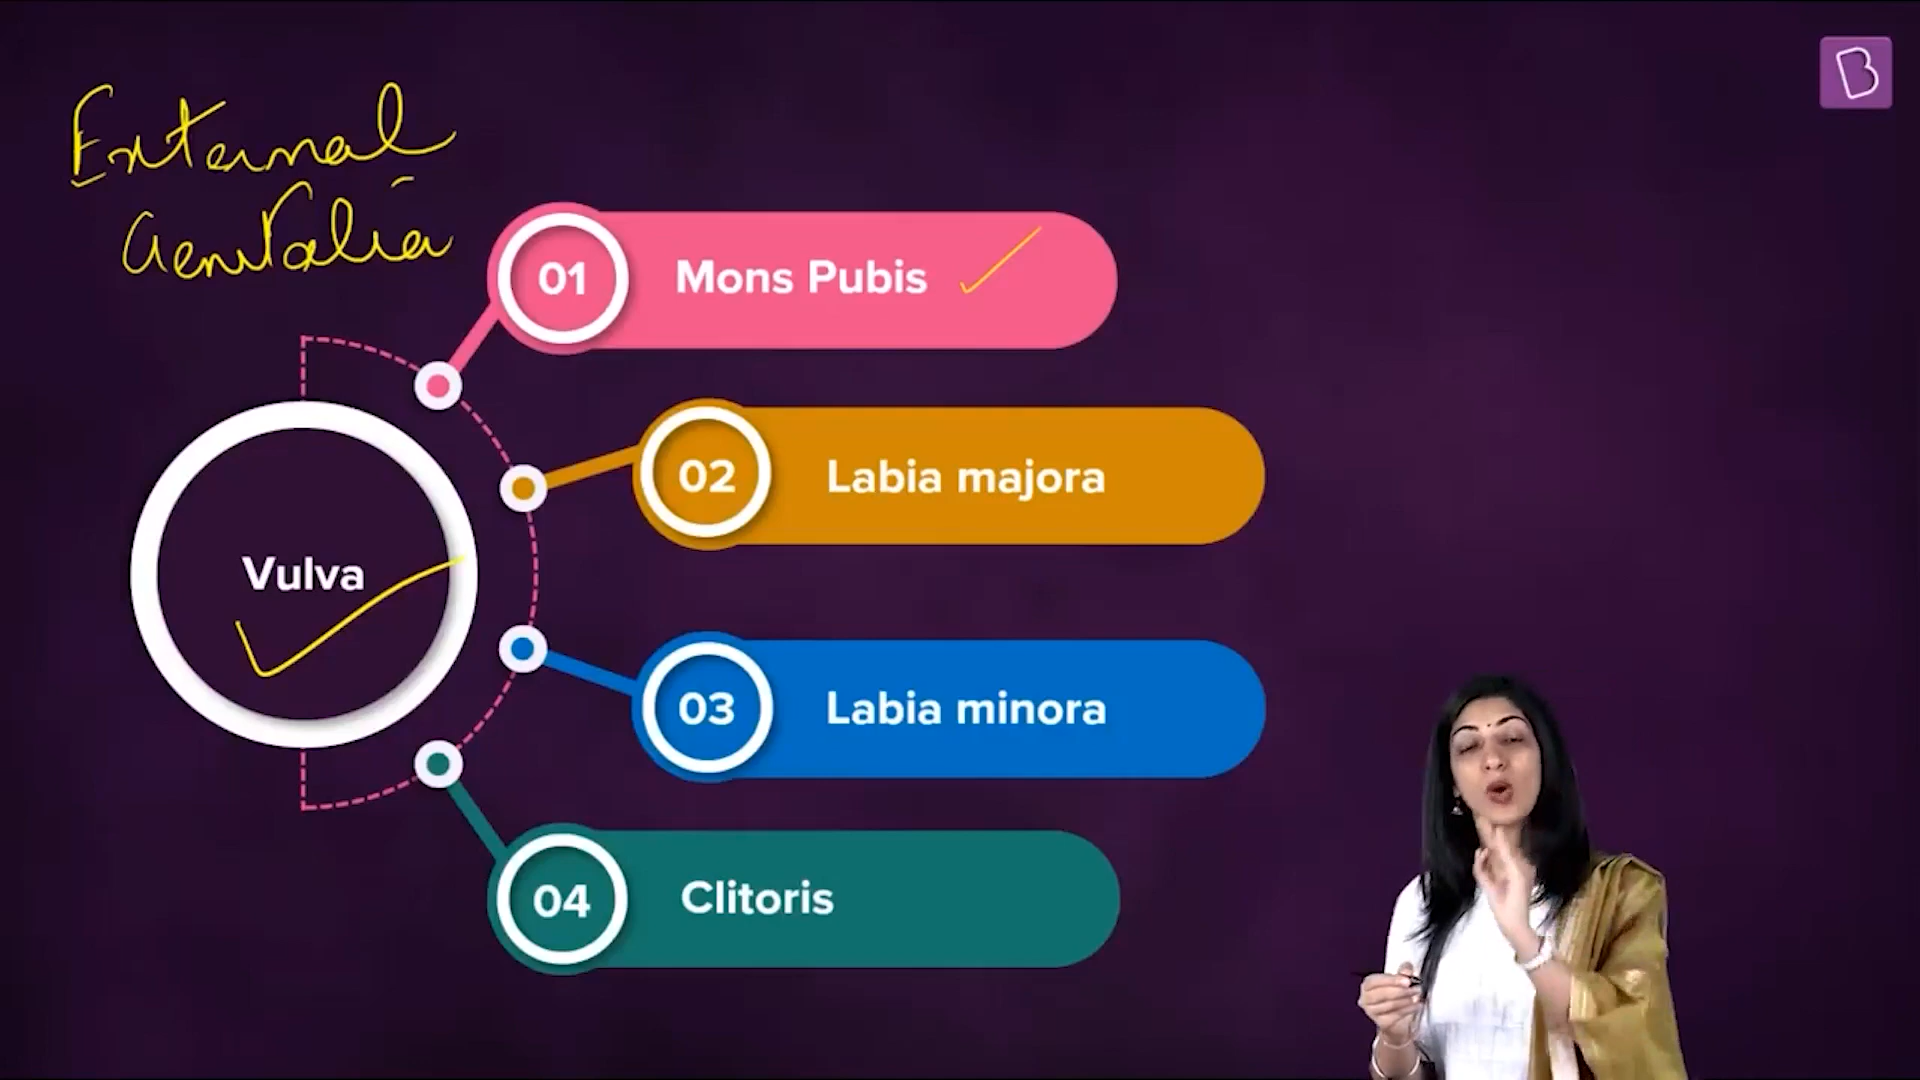 External
Genitalia
01 Mons Pubis
02 Labia majora
Vulva
03 Labia minora
04 Clitoris
B